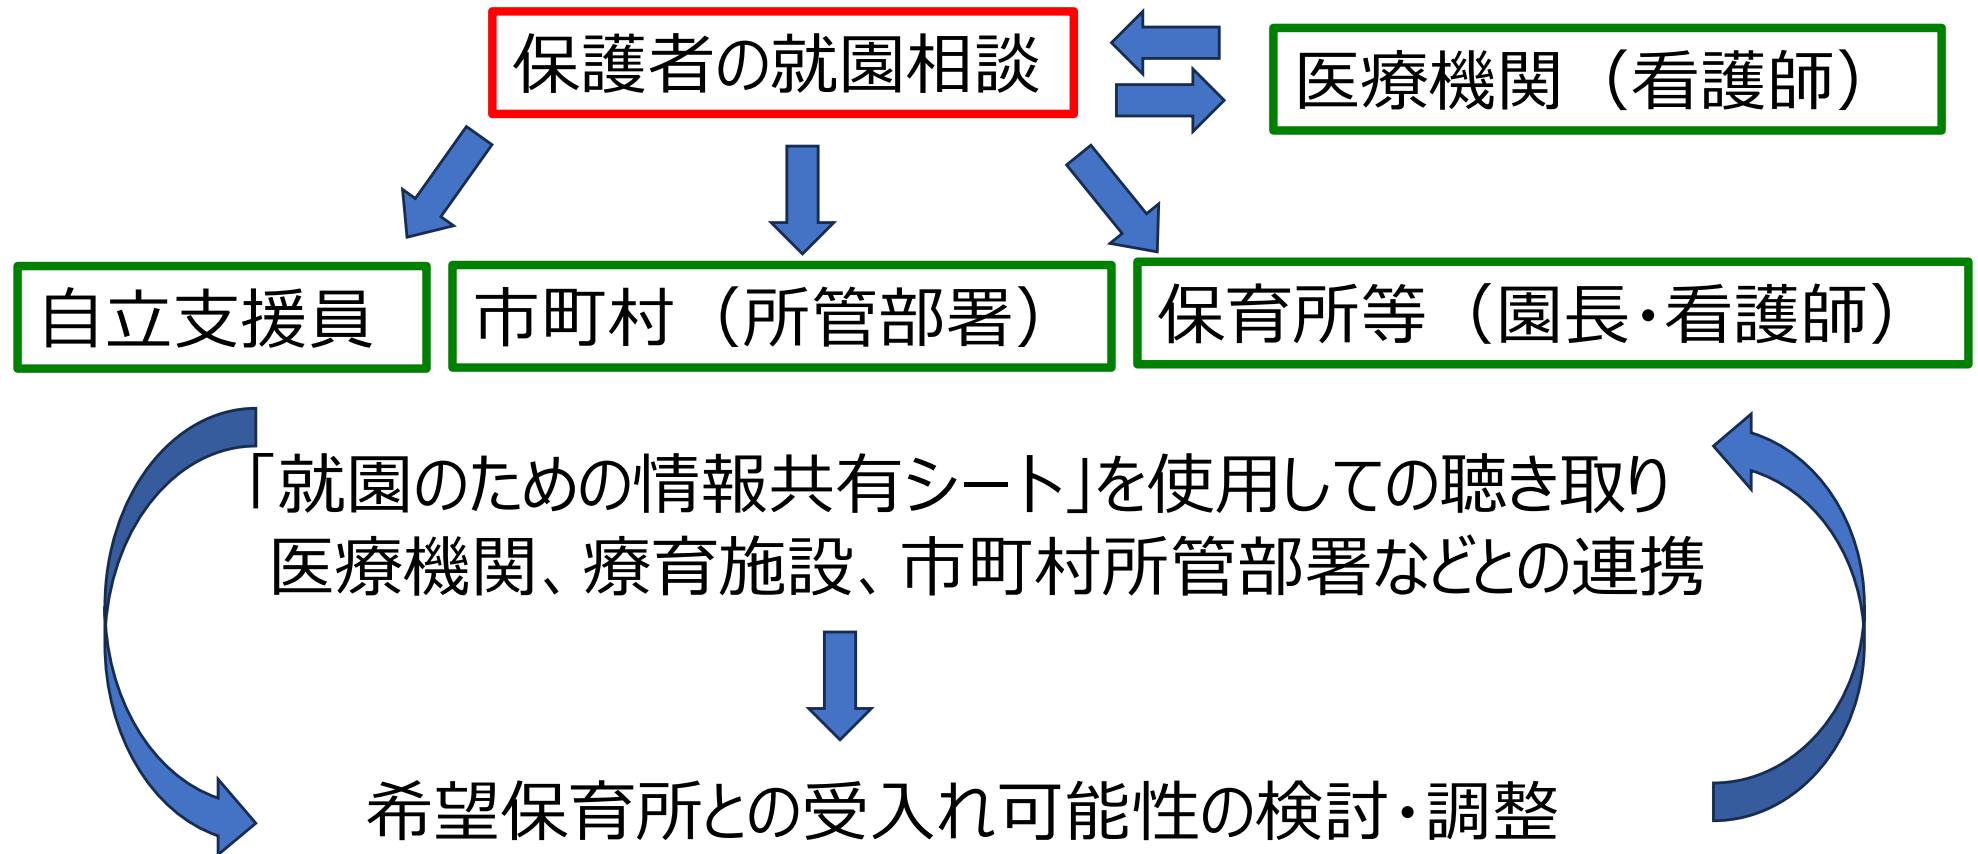 保護者の就園相談
医療機関（看護師）
自立支援員
市町村（所管部署）
保育所等（園長・看護師）
「就園のための情報共有シート」を使用しての聴き取り
医療機関、療育施設、市町村所管部署などとの連携
希望保育所との受入れ可能性の検討・調整